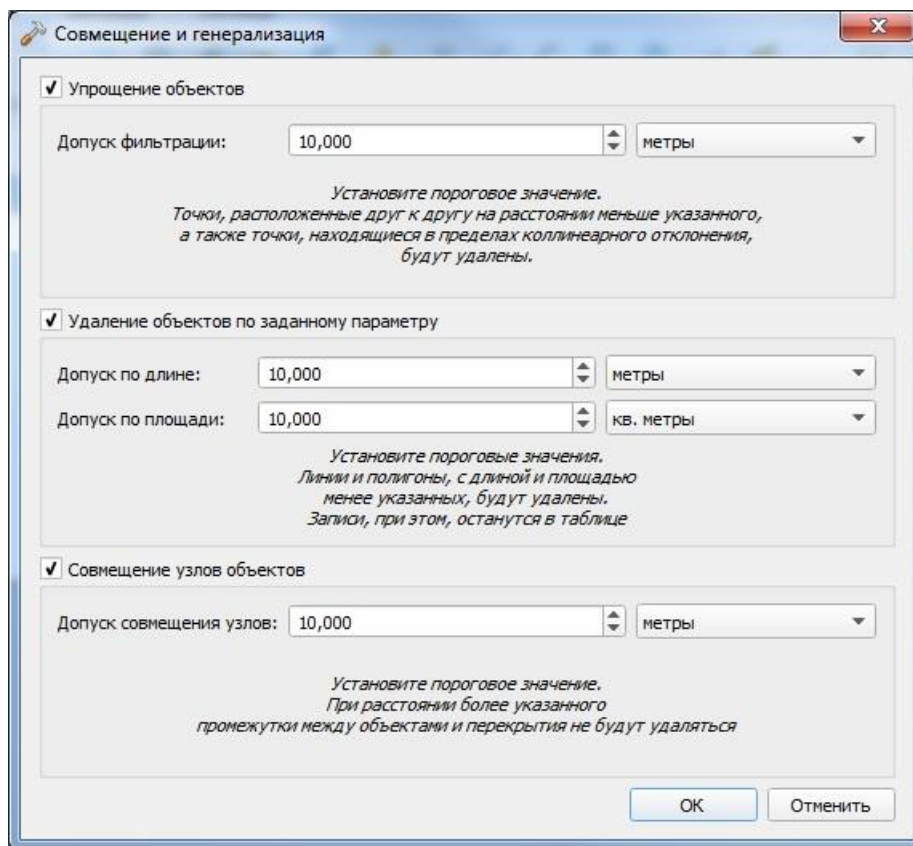 Совмещение и генерализация
Упрощение объектов
Допуск фильтрации: 10,000 метры
Установите пороговое значение.
Точки, расположенные друг к другу на расстоянии меньше указанного,
а также точки, находящиеся в пределах коллинеарного отклонения,
будут удалены.
Удаление объектов по заданному параметру
Допуск по длине: 10,000 метры
Допуск по площади: 10,000 кв. метры
Установите пороговые значения.
Линии и полигоны, с длиной и площадью
менее указанных, будут удалены.
Записи, при этом, останутся в таблице
Совмещение узлов объектов
Допуск совмещения узлов: 10,000 метры
Установите пороговое значение.
При расстоянии более указанного
промежутки между объектами и перекрытия не будут удаляться
OK Отменить